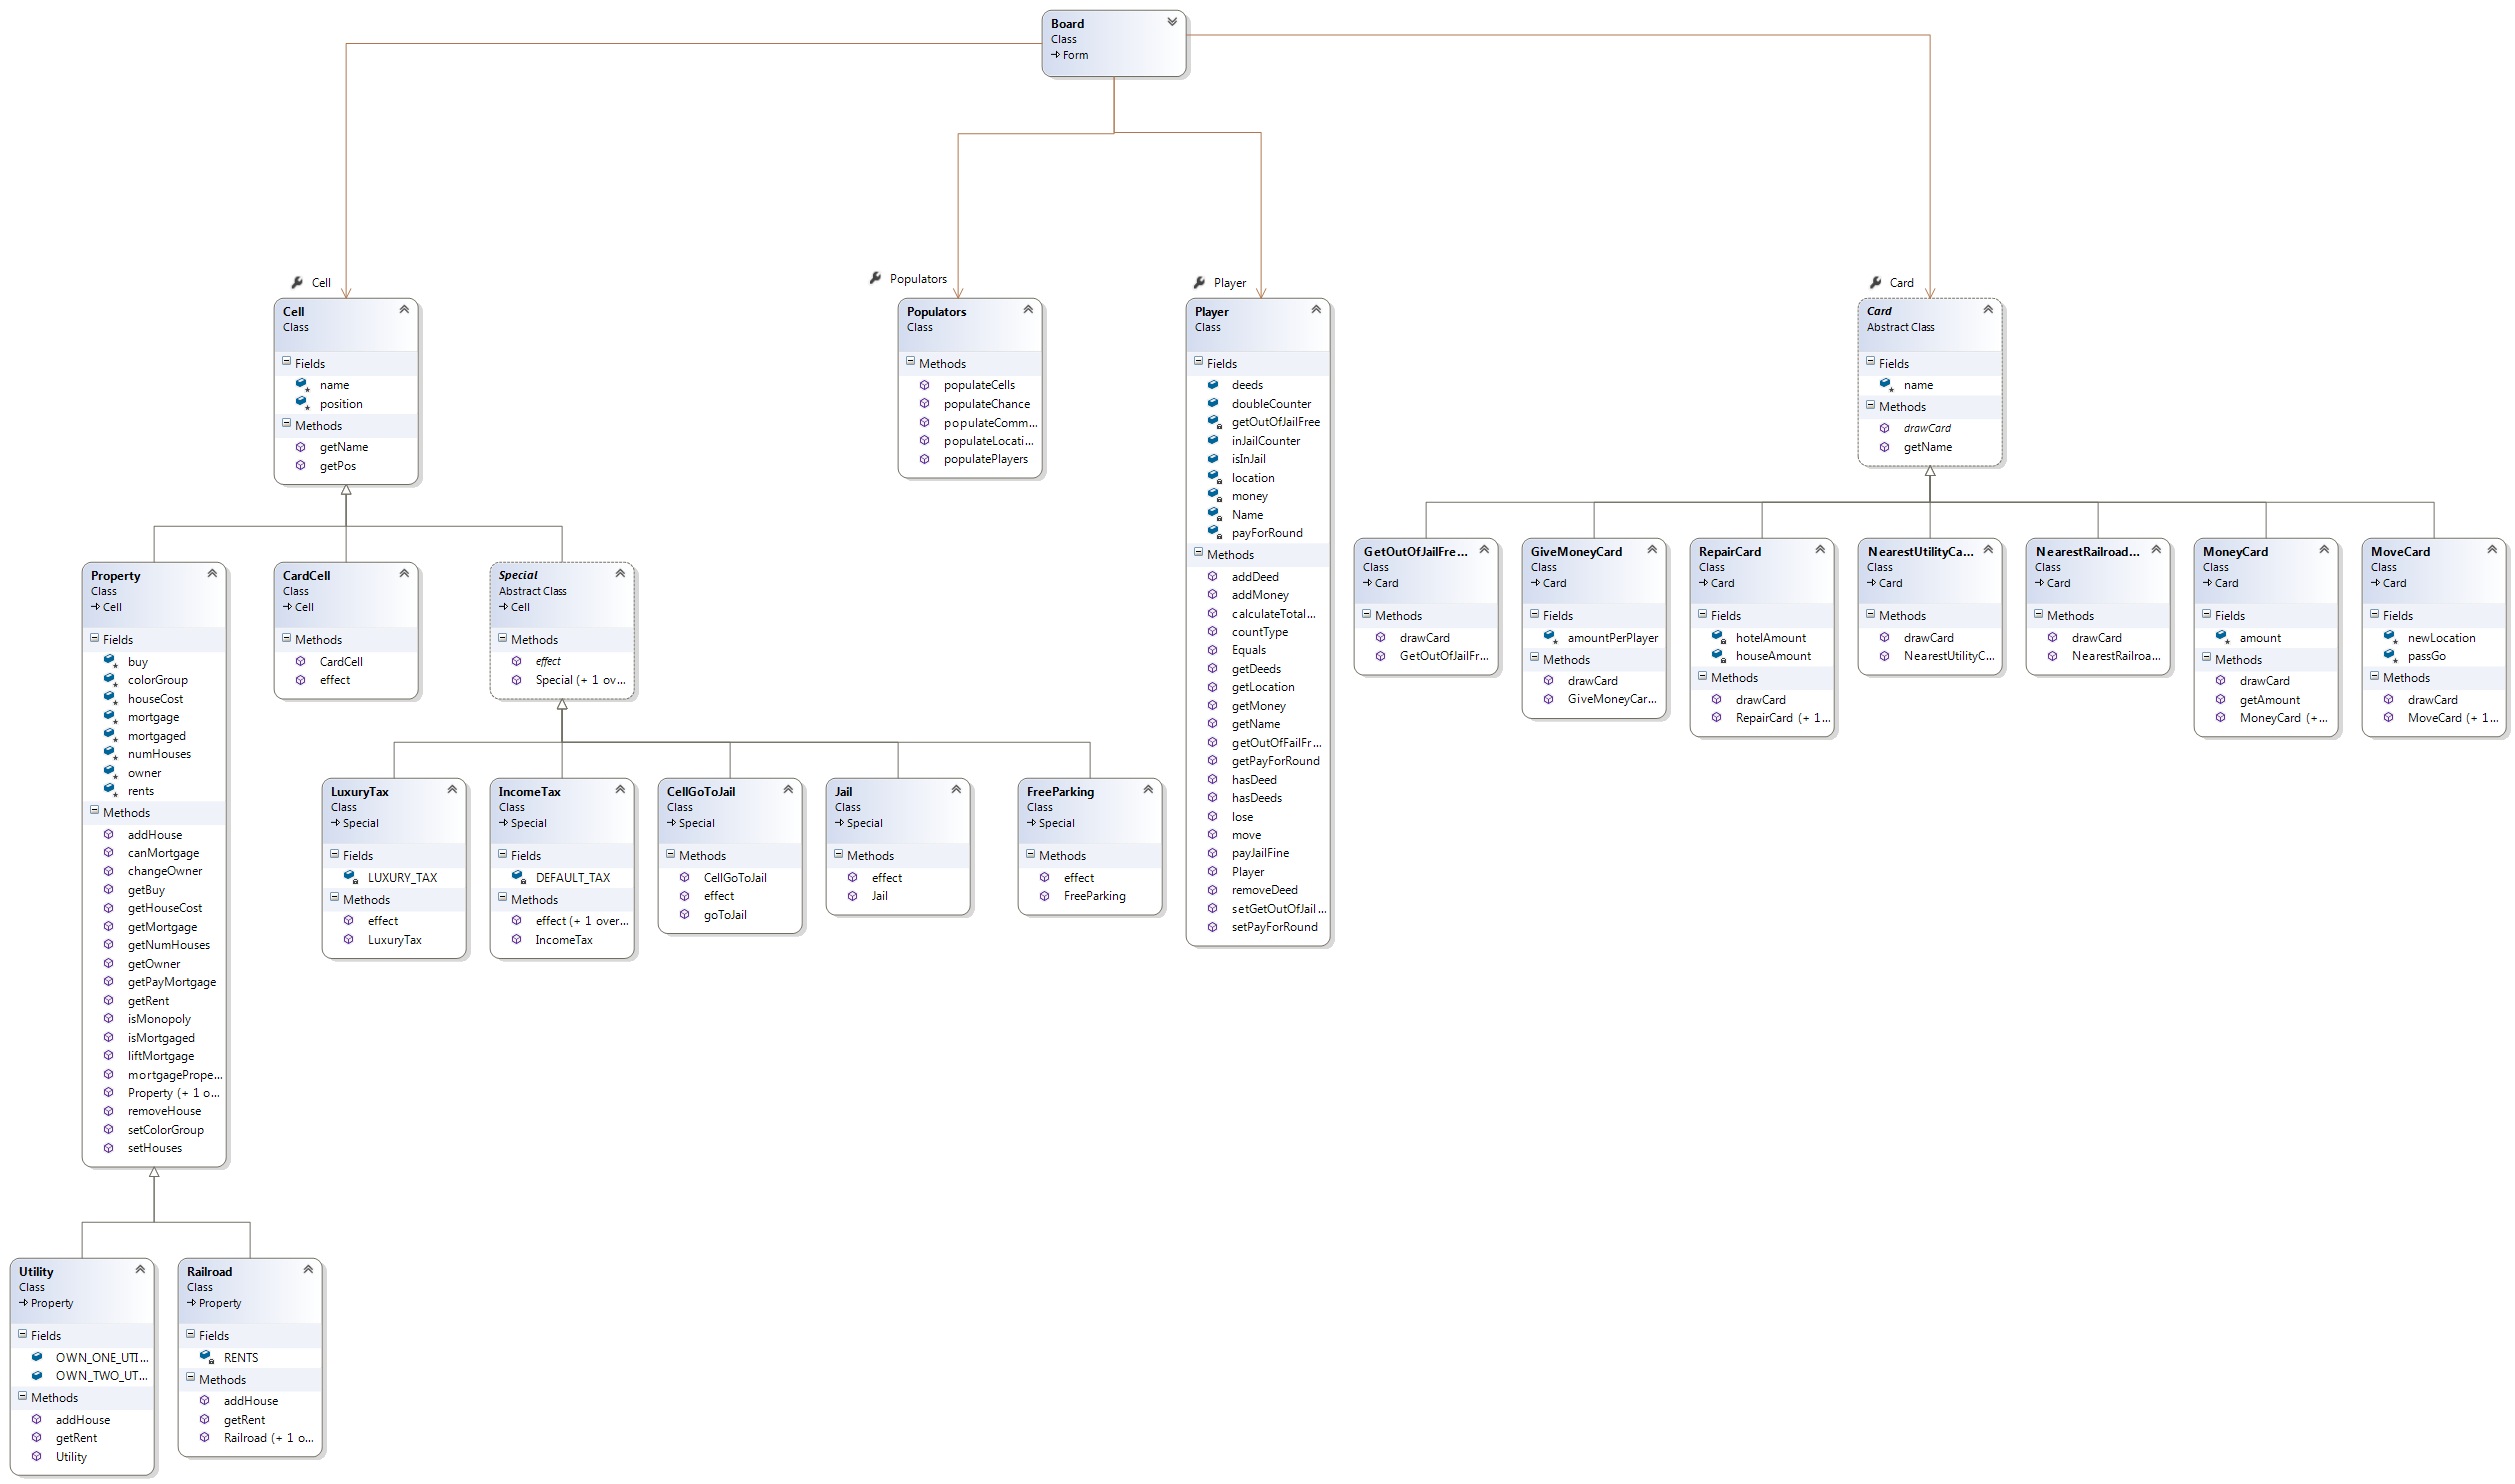 Board
Class
Form
Cell
Populators
Player
Card
Cell
Class
Fields
name
position
Methods
getName
getPos
Populators
Class
Methods
populateCells
populateChance
populateComm...
populateLocati...
populatePlayers
Player
Class
Fields
deeds
doubleCounter
getOutOfJailFree
inJailCounter
isInJail
location
money
Name
payForRound
Methods
addDeed
addMoney
calculateTotal...
countType
Equals
getDeeds
getLocation
getMoney
getName
getOutOfFailFr...
getPayForRound
hasDeed
hasDeeds
lose
move
payJailFine
Player
removeDeed
setGetOutOfJail...
setPayForRound
Card
Abstract Class
Fields
name
Methods
drawCard
getName
Property
Class
Cell
Fields
buy
colorGroup
houseCost
mortgage
mortgaged
numHouses
owner
rents
Methods
addHouse
canMortgage
changeOwner
getBuy
getHouseCost
getMortgage
getNumHouses
getOwner
getPayMortgage
getRent
isMonopoly
isMortgaged
liftMortgage
mortgagePrope...
Property (+ 1 o...
removeHouse
setColorGroup
setHouses
CardCell
Class
Cell
Methods
CardCell
effect
Special
Abstract Class
Cell
Methods
effect
Special (+ 1 ov...
GetOutOfJailFre...
Class
Card
Methods
drawCard
GetOutOfJailFr...
GiveMoneyCard
Class
Card
Fields
amountPerPlayer
Methods
drawCard
GiveMoneyCar...
RepairCard
Class
Card
Fields
hotelAmount
houseAmount
Methods
drawCard
RepairCard (+ 1...
NearestUtilityCa...
Class
Card
Methods
drawCard
NearestUtilityC...
NearestRailroad...
Class
Card
Methods
drawCard
NearestRailroa...
MoneyCard
Class
Card
Fields
amount
Methods
drawCard
getAmount
MoneyCard (+...
MoveCard
Class
Card
Fields
newLocation
passGo
Methods
drawCard
MoveCard (+ 1...
LuxuryTax
Class
Special
Fields
LUXURY_TAX
Methods
effect
LuxuryTax
IncomeTax
Class
Special
Fields
DEFAULT_TAX
Methods
effect (+ 1 over...
IncomeTax
CellGoToJail
Class
Special
Methods
CellGoToJail
effect
goToJail
Jail
Class
Special
Methods
effect
Jail
FreeParking
Class
Special
Methods
effect
FreeParking
Utility
Class
Property
Fields
OWN_ONE_UTI...
OWN_TWO_UT...
Methods
addHouse
getRent
Utility
Railroad
Class
Property
Fields
RENTS
Methods
addHouse
getRent
Railroad (+ 1 o...